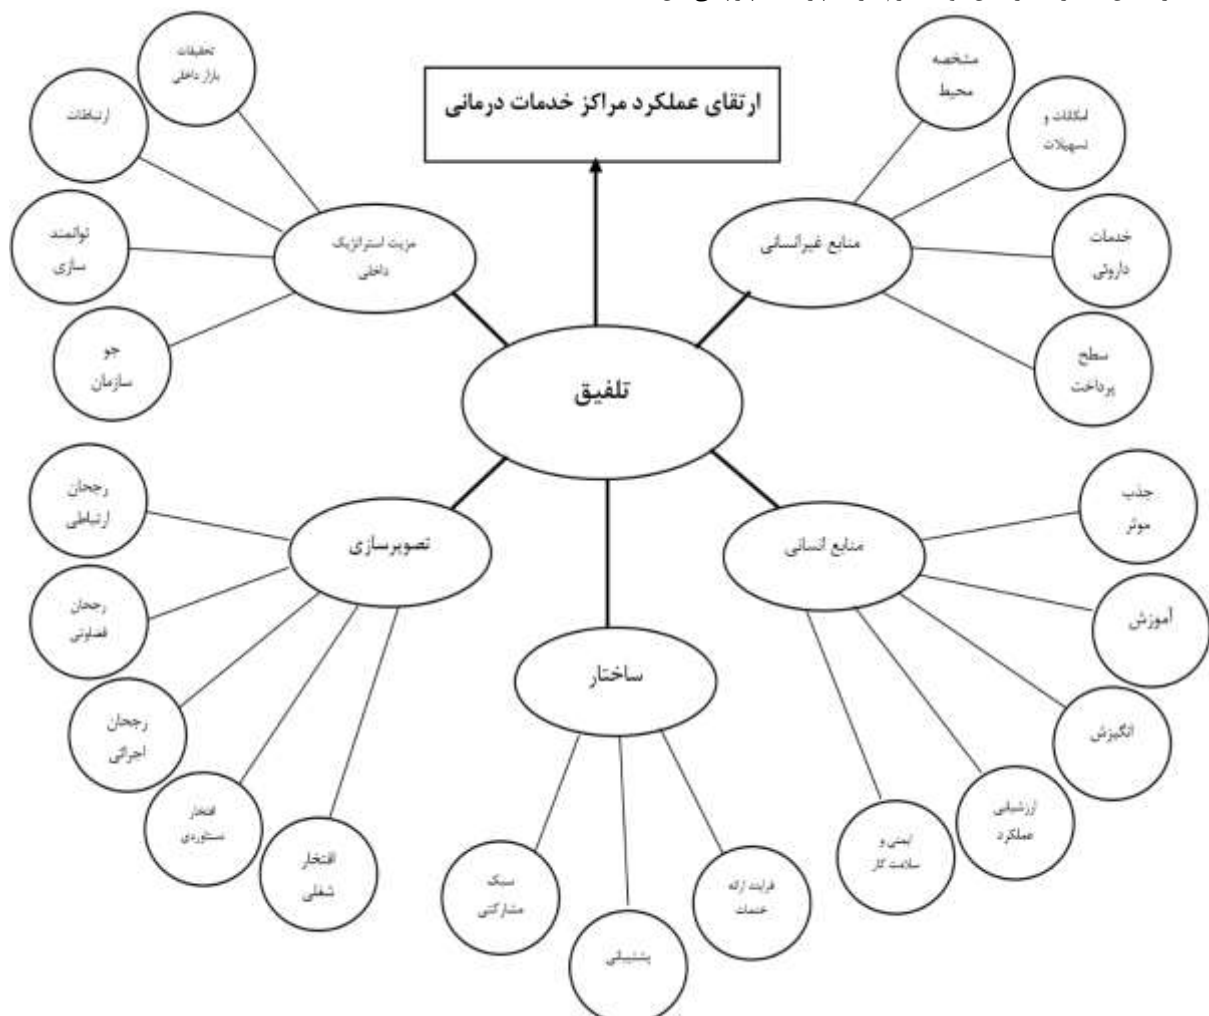 ارتقای عملکرد مراکز خدمات درمانی
مشخصه
محیط
امکانات و
تسهیلات
خدمات
داروئی
سطح
پرداخت
منابع غیرانسانی
تحقیقات
بازار داخلی
ارتباطات
توانمند
سازی
جو
سازمان
مزیت استراتژیک
داخلی
تلفیق
جذب
موثر
آموزش
انگیزش
ارزشیابی
عملکرد
ایمنی و
سلامت کار
منابع انسانی
رجحان
ارتباطی
رجحان
قضاوتی
رجحان
اجرائی
افتخار
دستاوردی
افتخار
شغلی
تصویرسازی
ساختار
فرایند ارائه
خدمات
پشتیبانی
سبک
مشارکتی